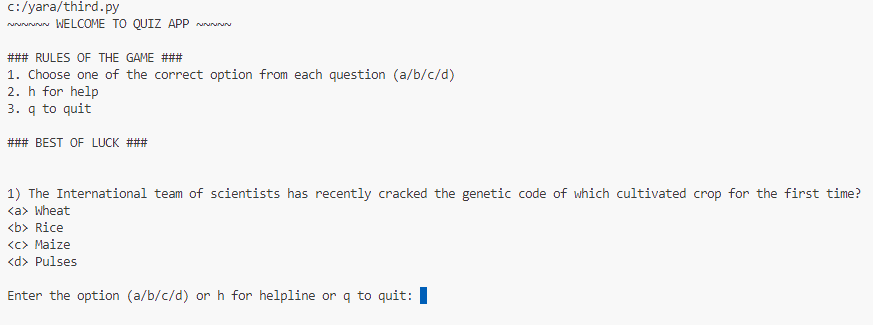 c:/yara/third.py
~~~~~~ WELCOME TO QUIZ APP ~~~~~
### RULES OF THE GAME ###
1. Choose one of the correct option from each question (a/b/c/d)
2. h for help
3. q to quit
### BEST OF LUCK ###
1) The International team of scientists has recently cracked the genetic code of which cultivated crop for the first time?
<a> Wheat
<b> Rice
<c> Maize
<d> Pulses
Enter the option (a/b/c/d) or h for helpline or q to quit: